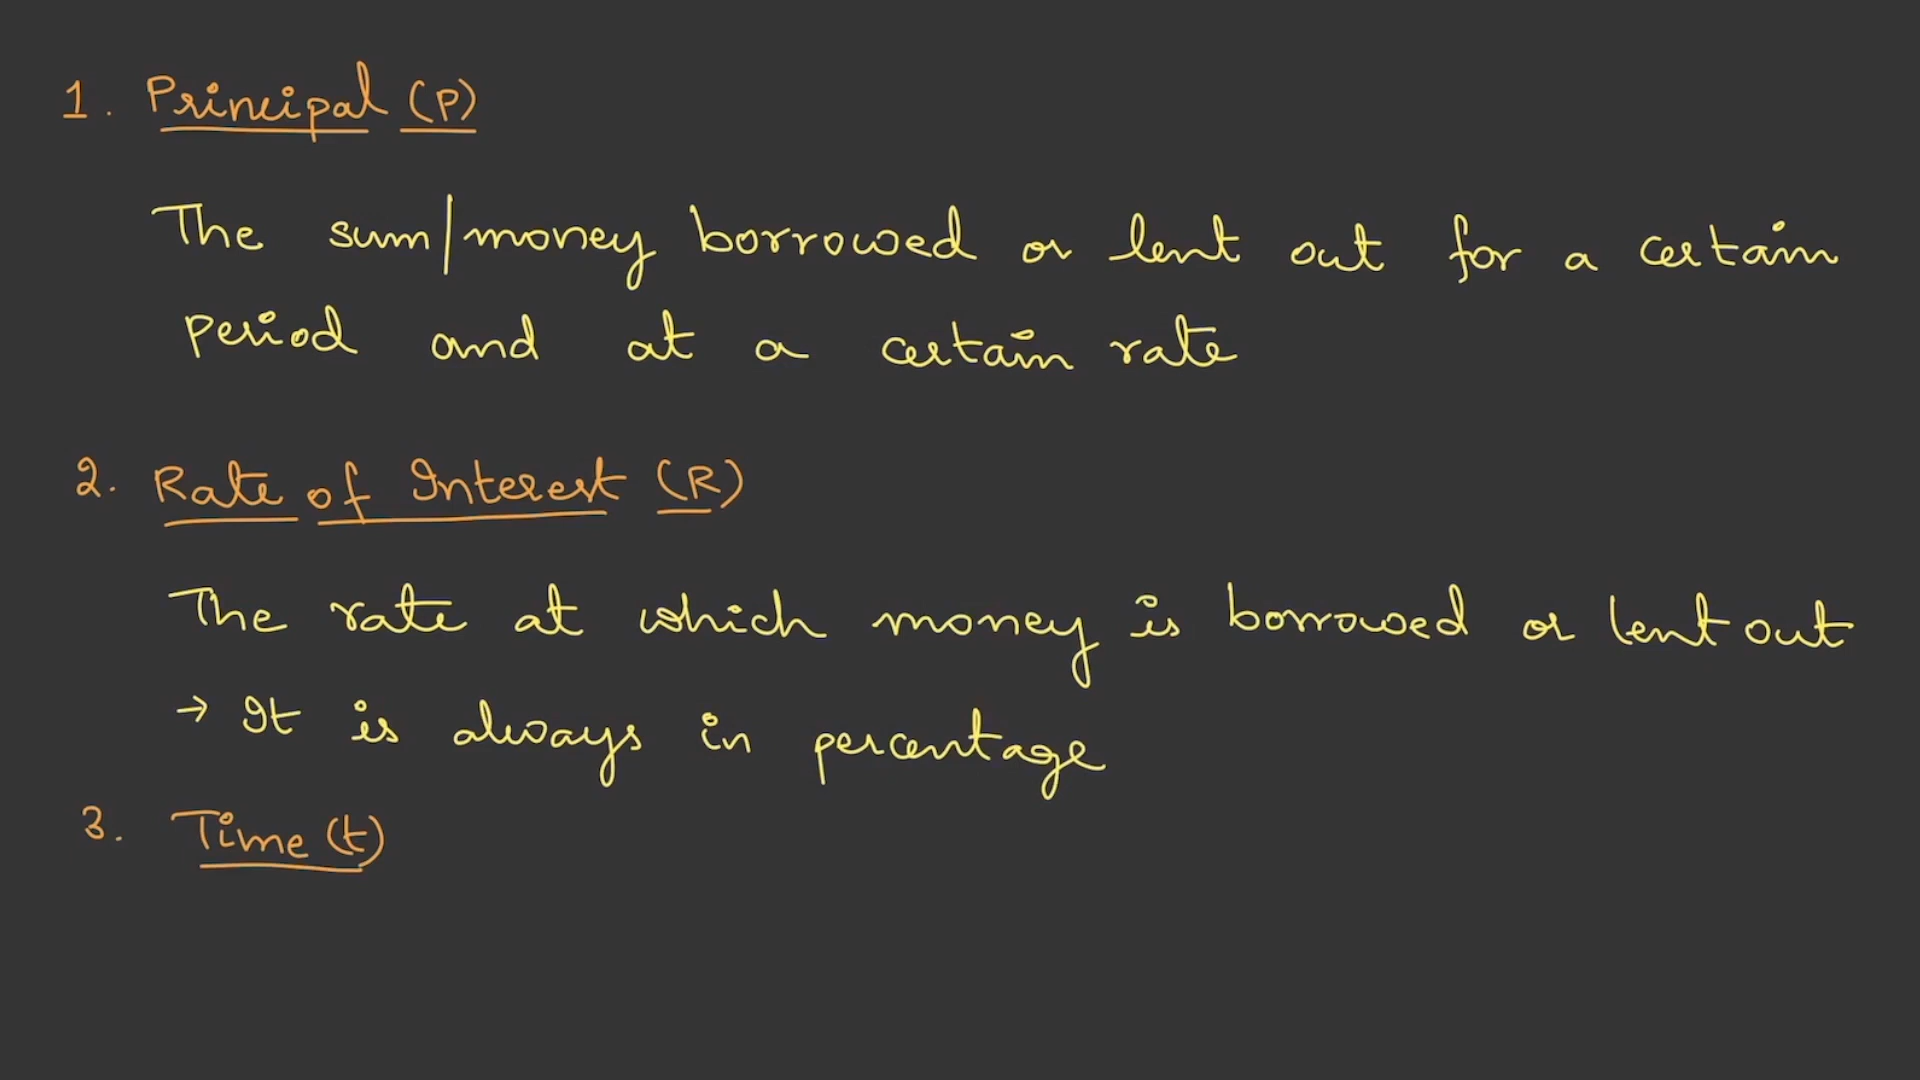 1. Principal (P)
The sum/money borrowed or lent out for a certain
period and at a certain rate
2. Rate of Interest (R)
The rate at which money is borrowed or lent out
→ It is always in percentage
3. Time (t)